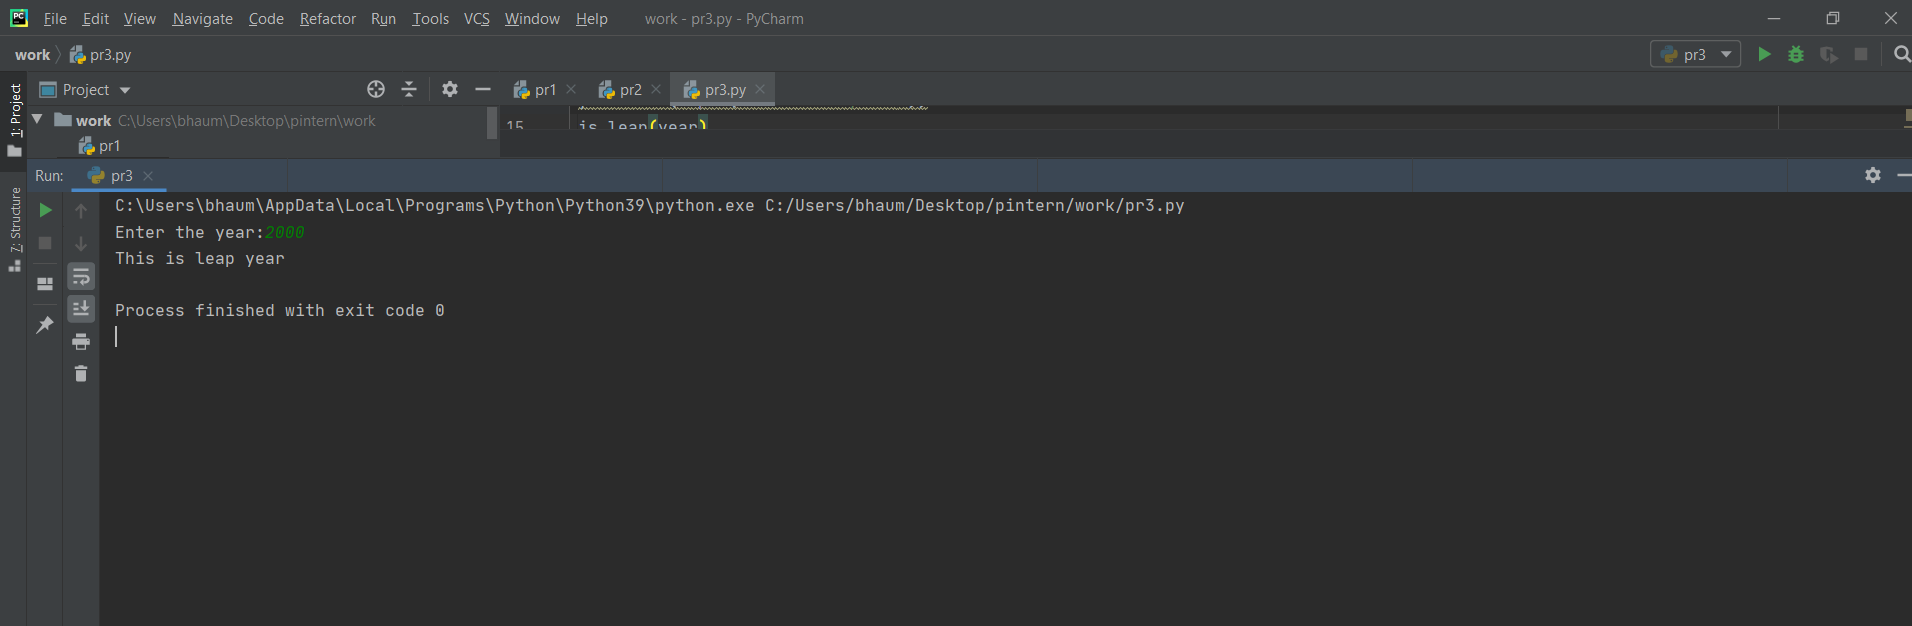 PC File Edit View Navigate Code Refactor Run Tools VCS Window Help work - pr3.py - PyCharm
work pr3.py pr3
1: Project
Project pr1 pr2 pr3.py
work C:\Users\bhaum\Desktop\pintern\work
15 is_leap(year)
pr1
Run: pr3
7: Structure
C:\Users\bhaum\AppData\Local\Programs\Python\Python39\python.exe C:/Users/bhaum/Desktop/pintern/work/pr3.py
Enter the year:2000
This is leap year
Process finished with exit code 0